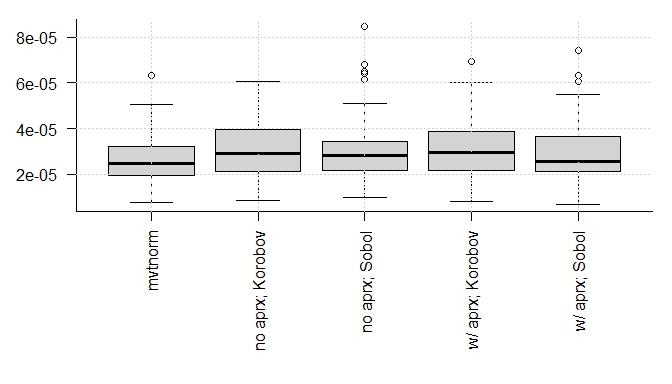 8e-05
6e-05
4e-05
2e-05
mvtnorm
no aprx; Korobov
no aprx; Sobol
w/ aprx; Korobov
w/ aprx; Sobol